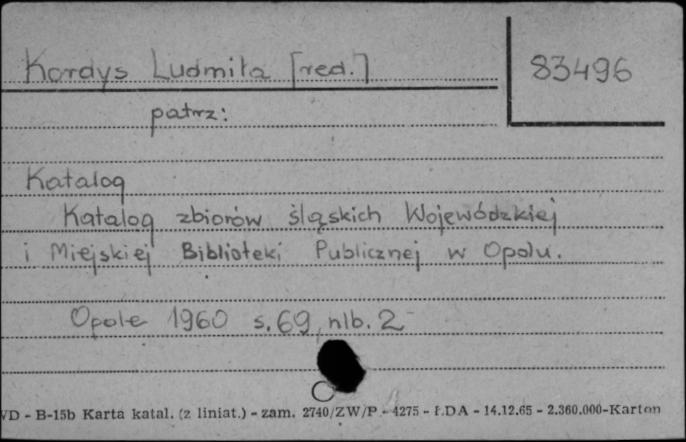 Kordys Ludmiła [red.]
83496
patrz:
Katalog
Katalog zbiorów śląskich Wojewódzkiej
i Miejskiej Biblioteki Publicznej w Opolu.
Opole 1960 s. 69, nlb. 2
VD - B-15b Karta katal. (z liniat.) - zam. 2740/ZW/P - 4275 - LDA - 14.12.65 - 2.360.000-Karton